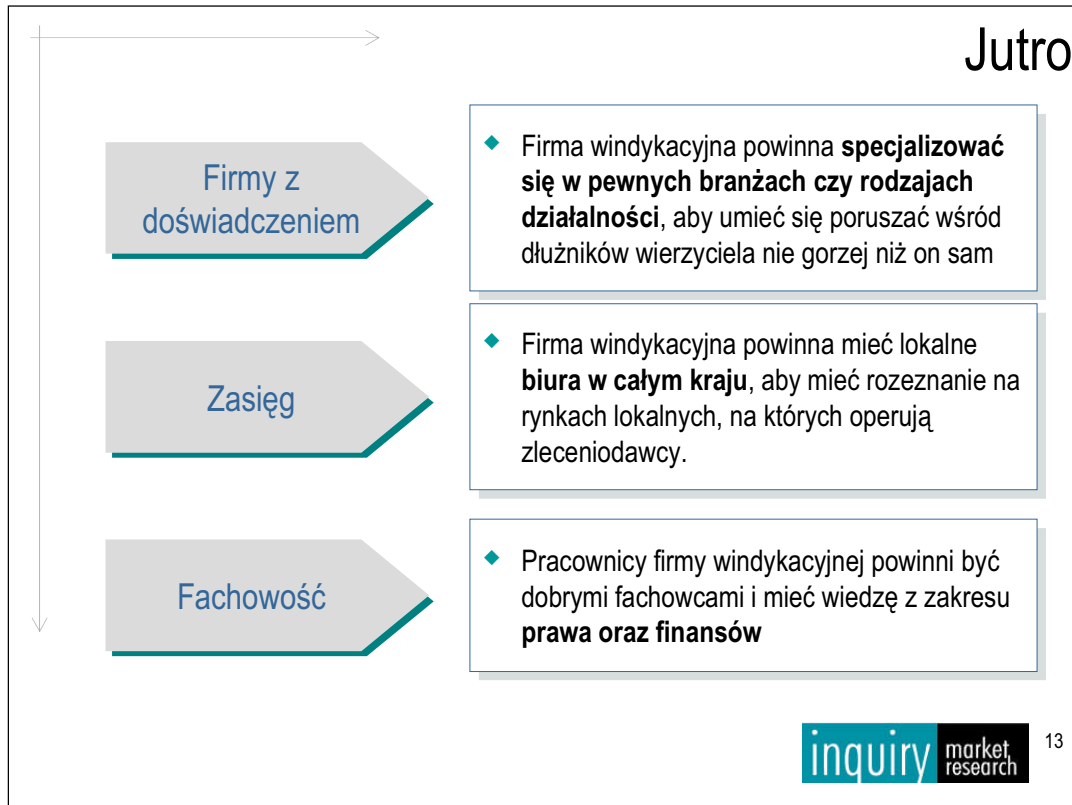 Jutro
Firmy z
doświadczeniem
◆ Firma windykacyjna powinna specjalizować
się w pewnych branżach czy rodzajach
działalności, aby umieć się poruszać wśród
dłużników wierzyciela nie gorzej niż on sam
Zasięg
◆ Firma windykacyjna powinna mieć lokalne
biura w całym kraju, aby mieć rozeznanie na
rynkach lokalnych, na których operują
zleceniodawcy.
Fachowość
◆ Pracownicy firmy windykacyjnej powinni być
dobrymi fachowcami i mieć wiedzę z zakresu
prawa oraz finansów
inquiry market
research
13